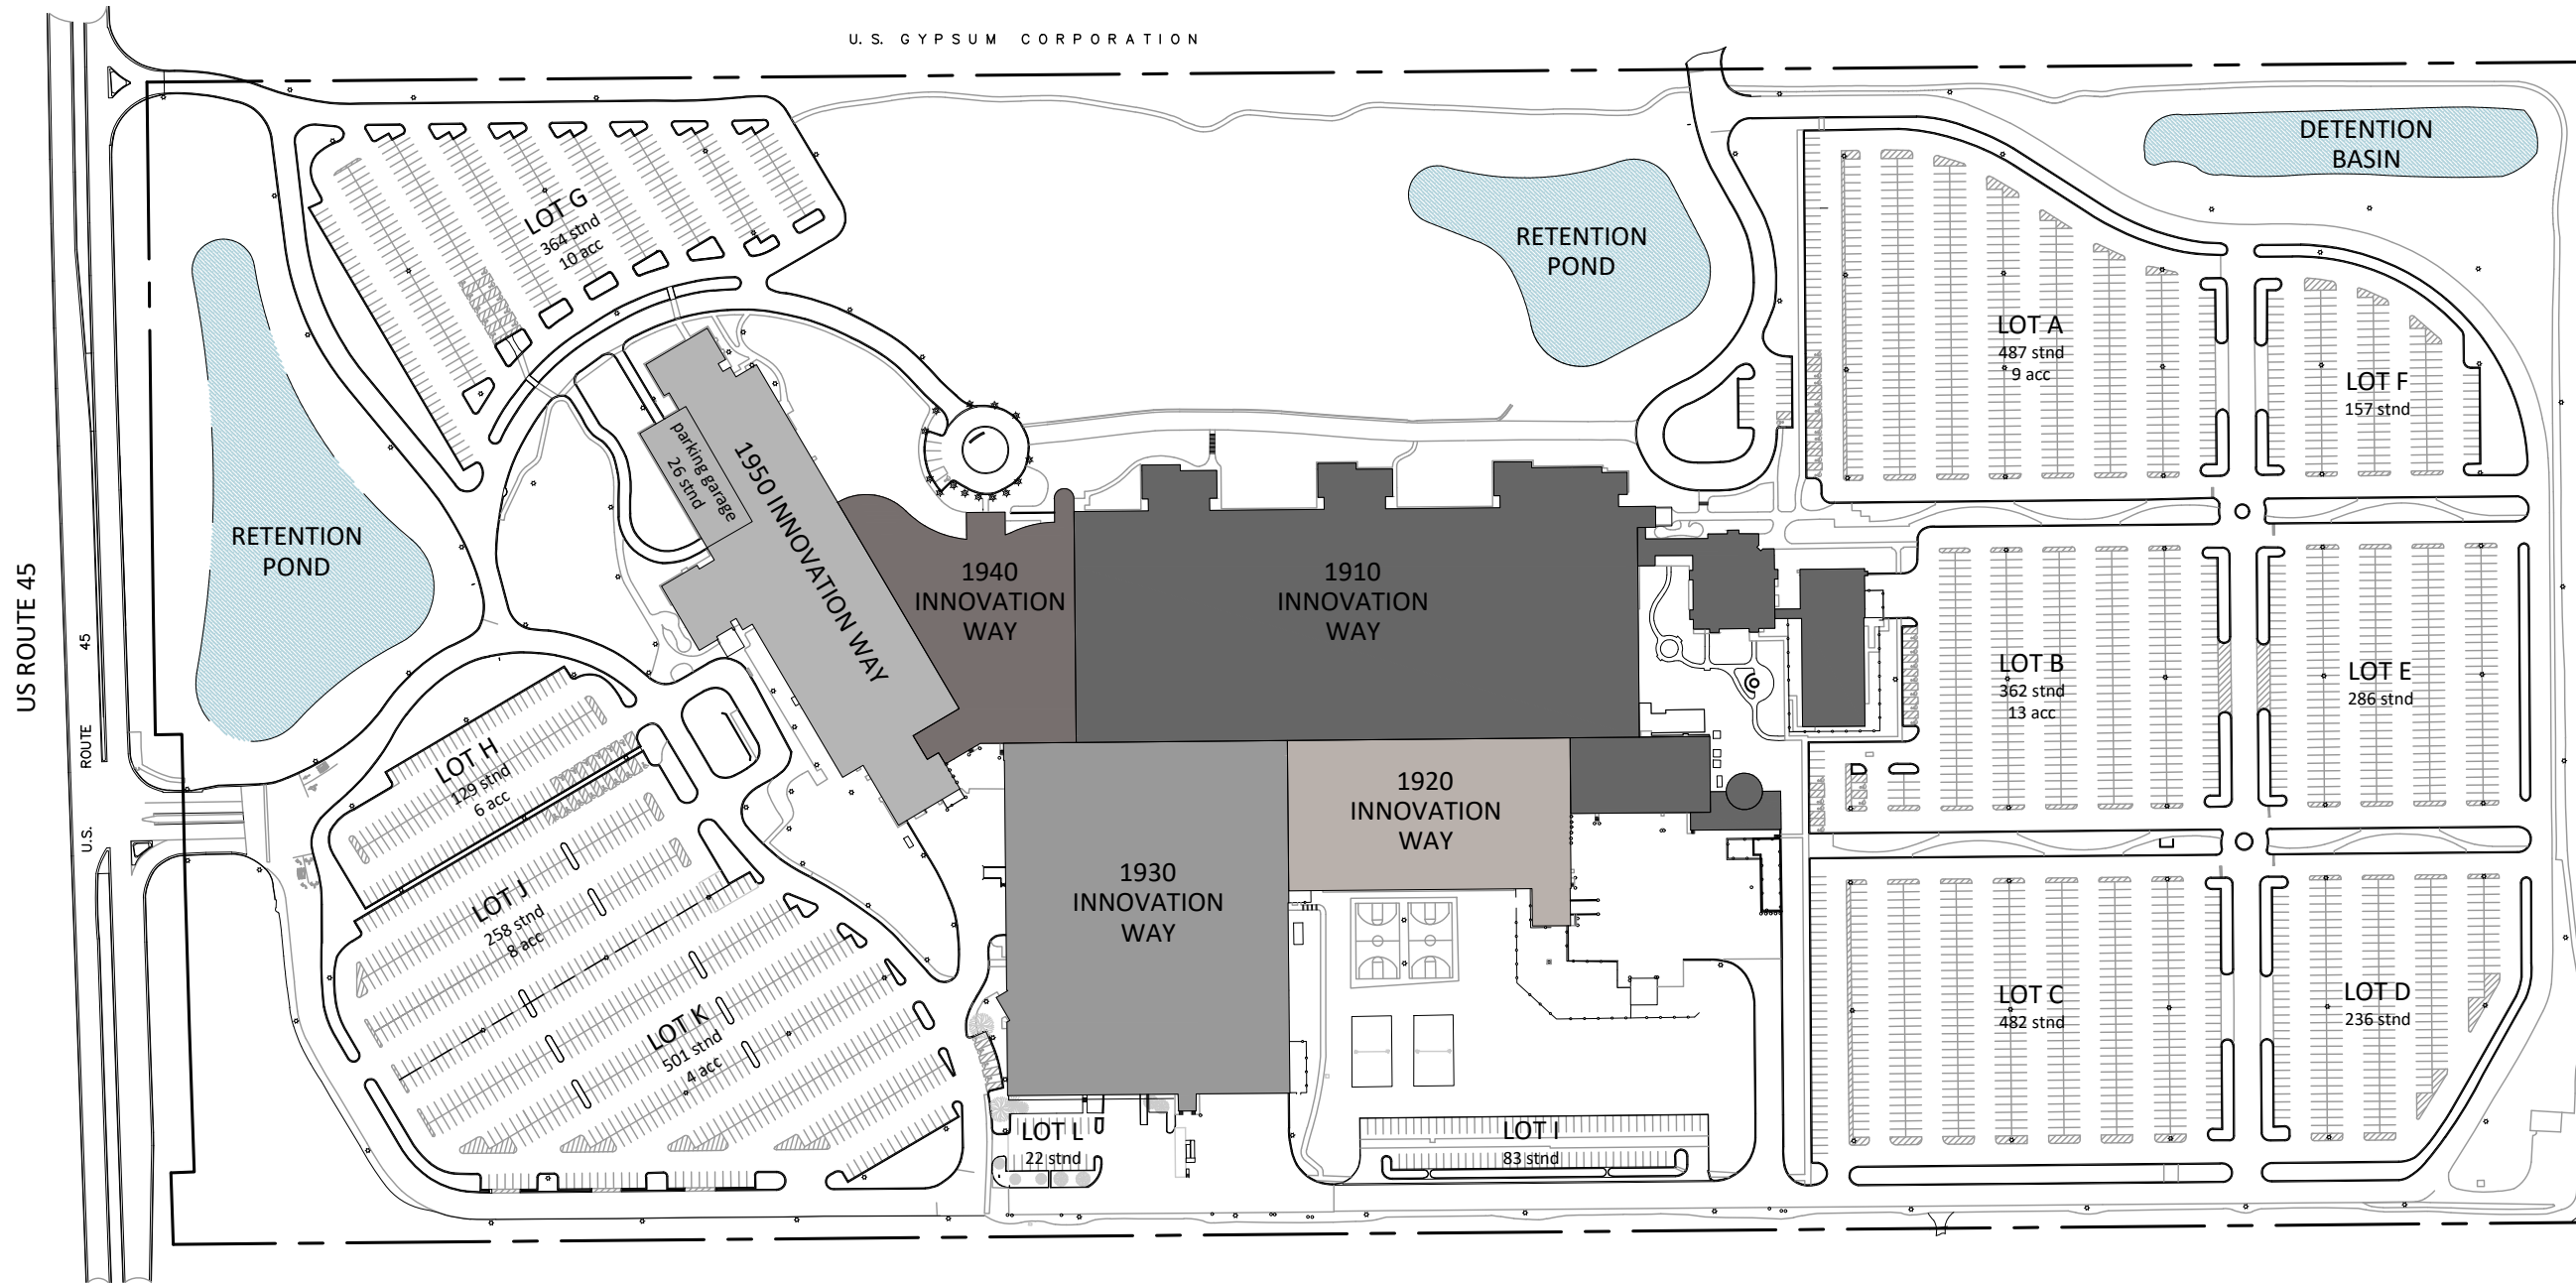 U.S. GYPSUM CORPORATION
DETENTION
BASIN
LOT G
364 stnd
10 acc
RETENTION
POND
LOT A
487 stnd
9 acc
LOT F
157 stnd
parking garage
26 stnd
1950 INNOVATION WAY
RETENTION
POND
1940
INNOVATION
WAY
1910
INNOVATION
WAY
US ROUTE 45
U.S. ROUTE 45
LOT B
362 stnd
13 acc
LOT E
286 stnd
LOT H
129 stnd
6 acc
1920
INNOVATION
WAY
1930
INNOVATION
WAY
LOT J
258 stnd
8 acc
LOT K
501 stnd
4 acc
LOT C
482 stnd
LOT D
236 stnd
LOT L
22 stnd
LOT I
83 stnd